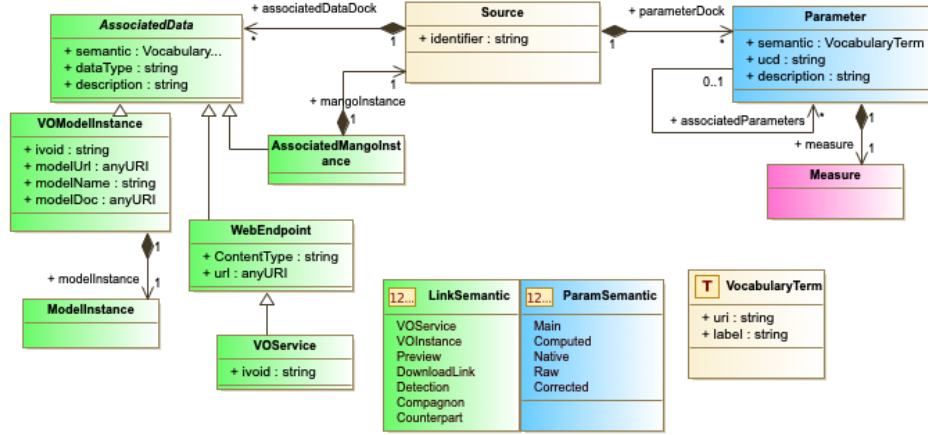 AssociatedData
+ semantic : Vocabulary...
+ dataType : string
+ description : string
+ associatedDataDock
*
1
Source
+ identifier : string
1
+ parameterDock
*
Parameter
+ semantic : VocabularyTerm
+ ucd : string
+ description : string
0..1
*
+ associatedParameters
1
+ measure
1
Measure
1
+ mangoInstance
1
AssociatedMangoInst
ance
VOModelInstance
+ ivoid : string
+ modelUrl : anyURI
+ modelName : string
+ modelDoc : anyURI
1
+ modelInstance
1
ModelInstance
WebEndpoint
+ ContentType : string
+ url : anyURI
VOService
+ ivoid : string
12...
LinkSemantic
VOService
VOInstance
Preview
DownloadLink
Detection
Compagnon
Counterpart
12...
ParamSemantic
Main
Computed
Native
Raw
Corrected
T
VocabularyTerm
+ uri : string
+ label : string